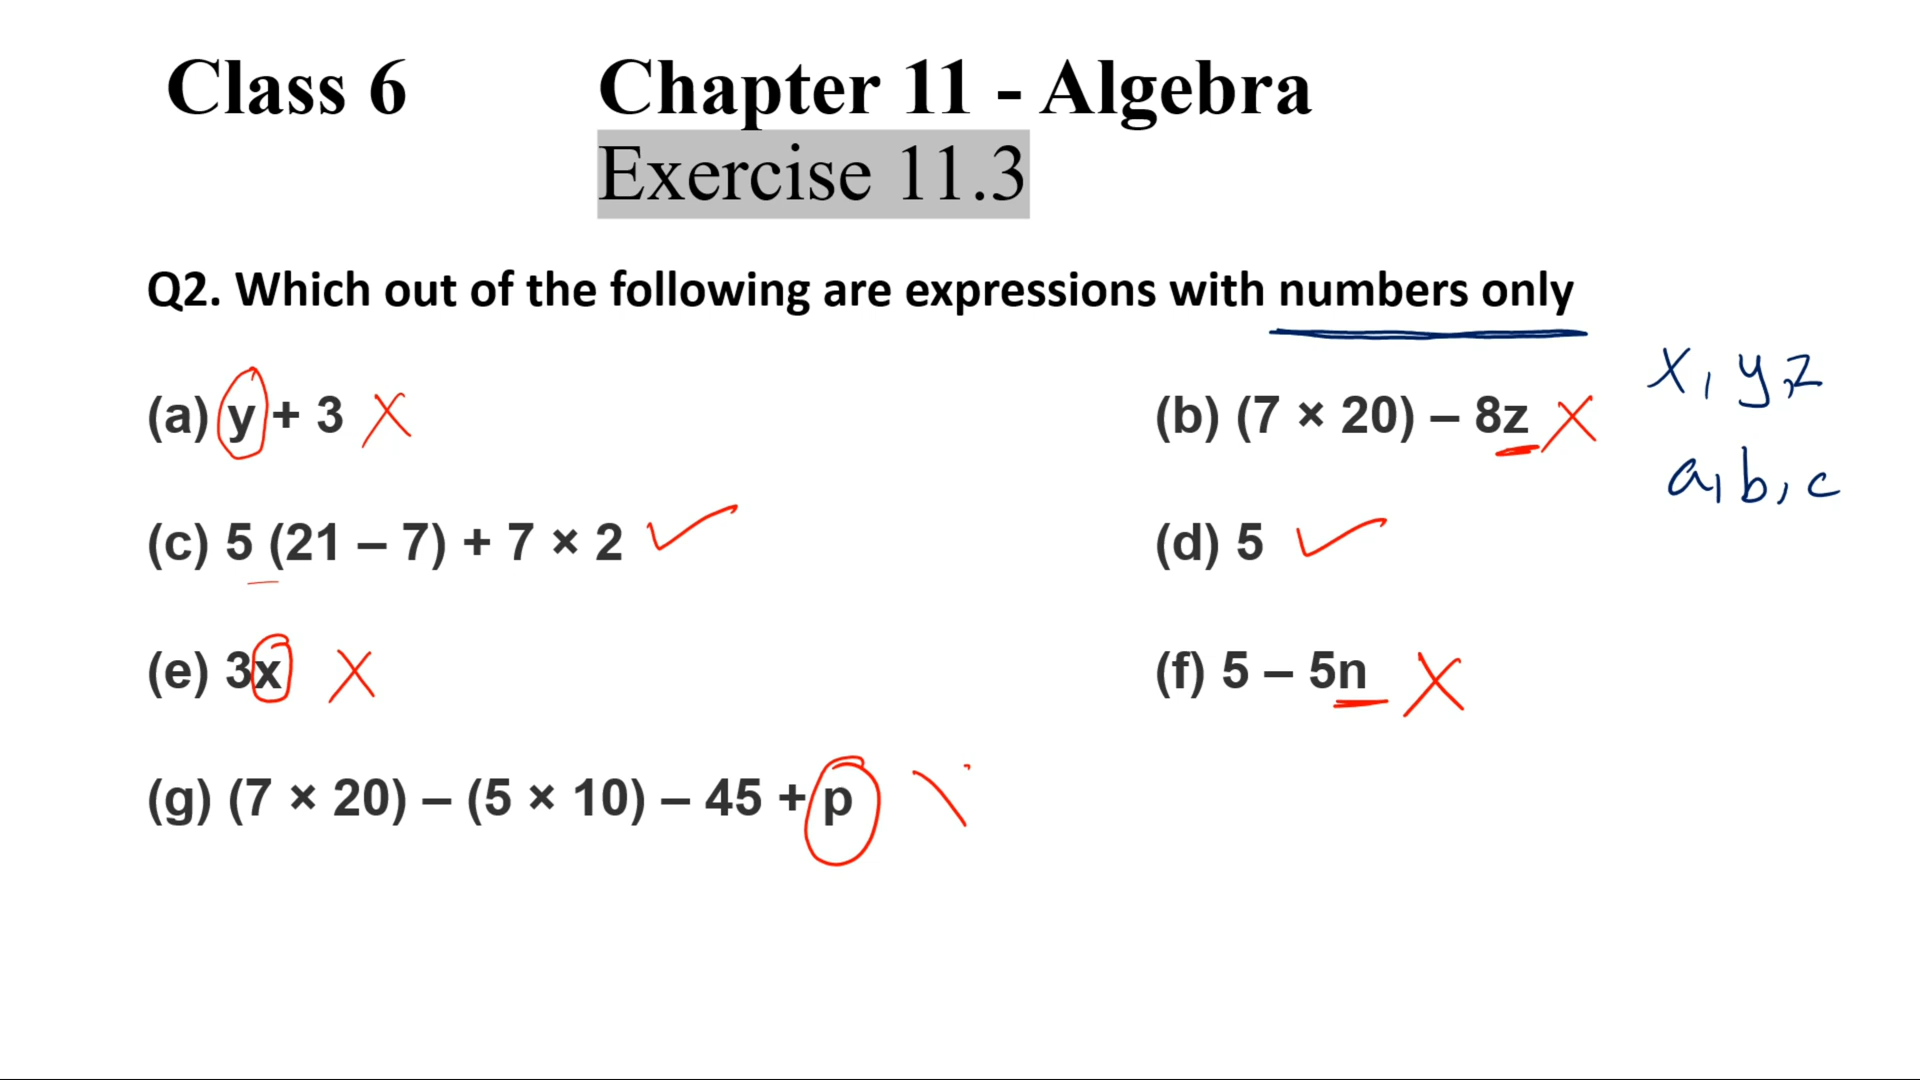 Class 6 Chapter 11 - Algebra
Exercise 11.3
Q2. Which out of the following are expressions with numbers only
x, y, z
(a) y + 3 (b) (7 × 20) – 8z
a, b, c
(c) 5 (21 – 7) + 7 × 2 (d) 5
(e) 3x (f) 5 – 5n
(g) (7 × 20) – (5 × 10) – 45 + p